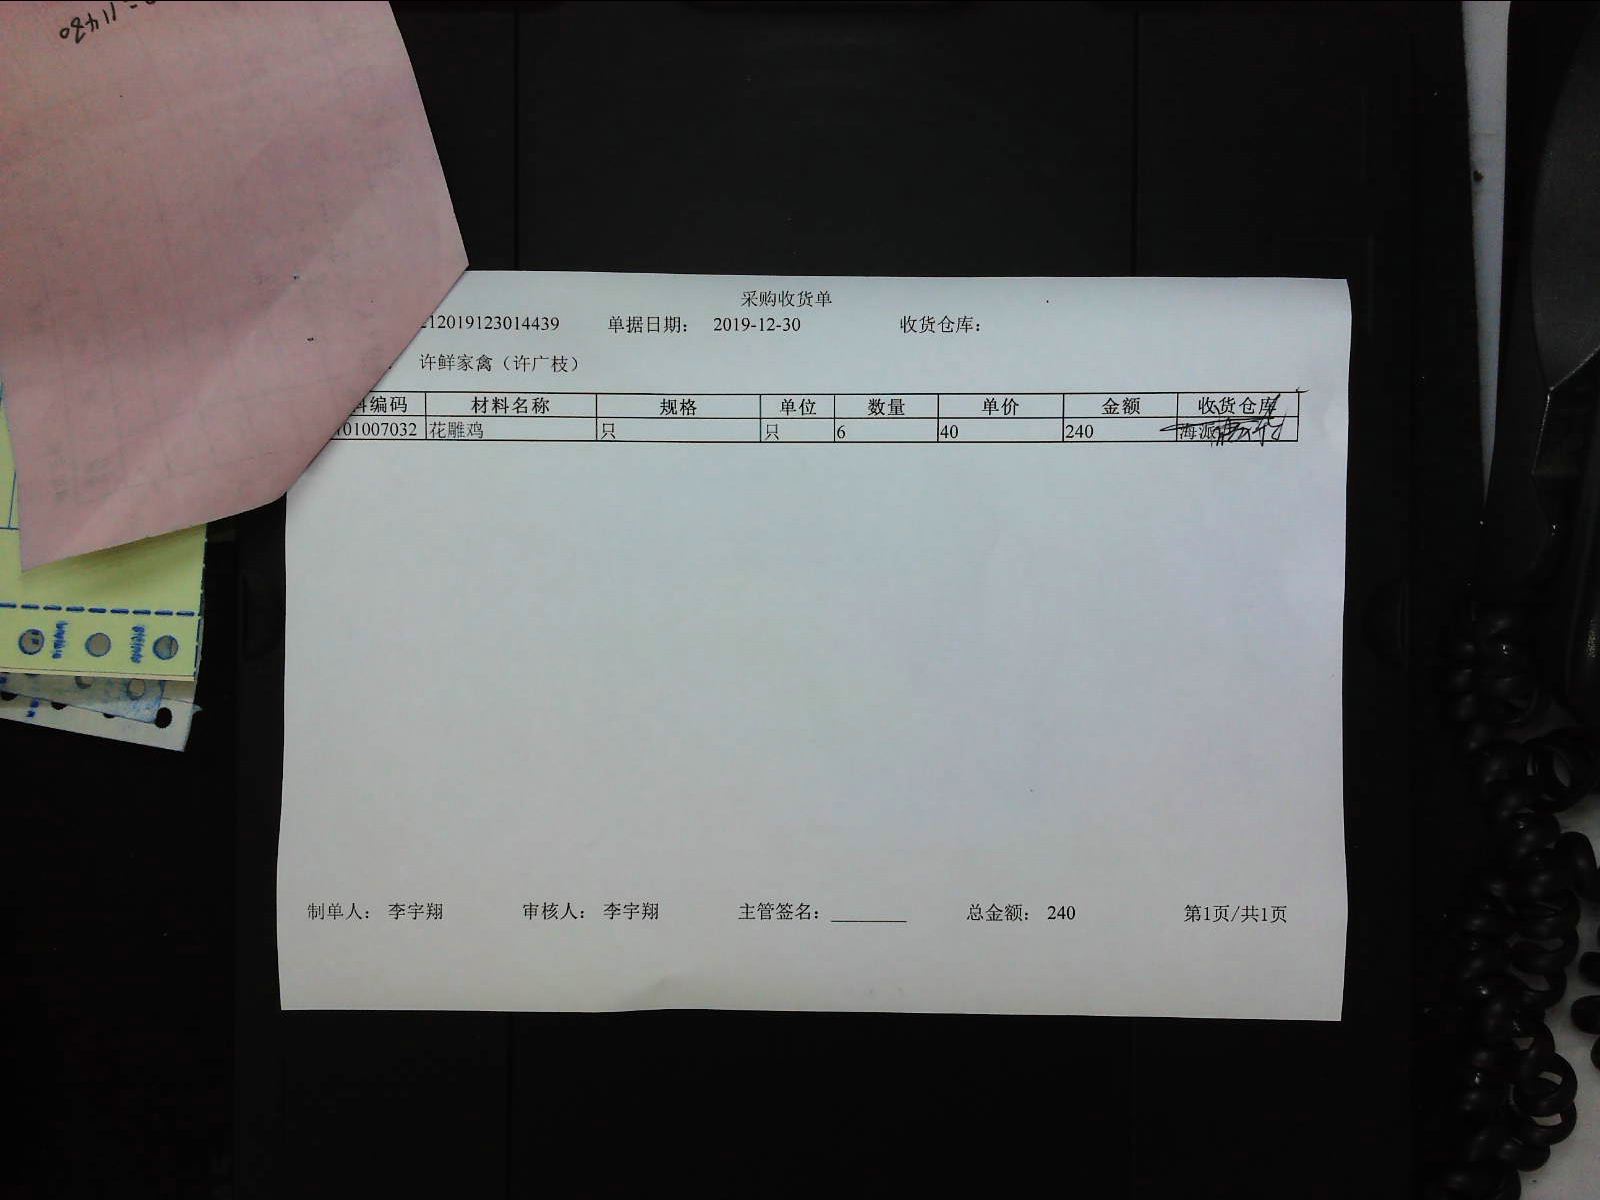 =11480
采购收货单
12019123014439 单据日期： 2019-12-30 收货仓库：
许鲜家禽（许广枝）
编码 材料名称 规格 单位 数量 单价 金额 收货仓库
01007032 花雕鸡 只 只 6 40 240 海派
制单人： 李宇翔 审核人： 李宇翔 主管签名：________ 总金额： 240 第1页/共1页